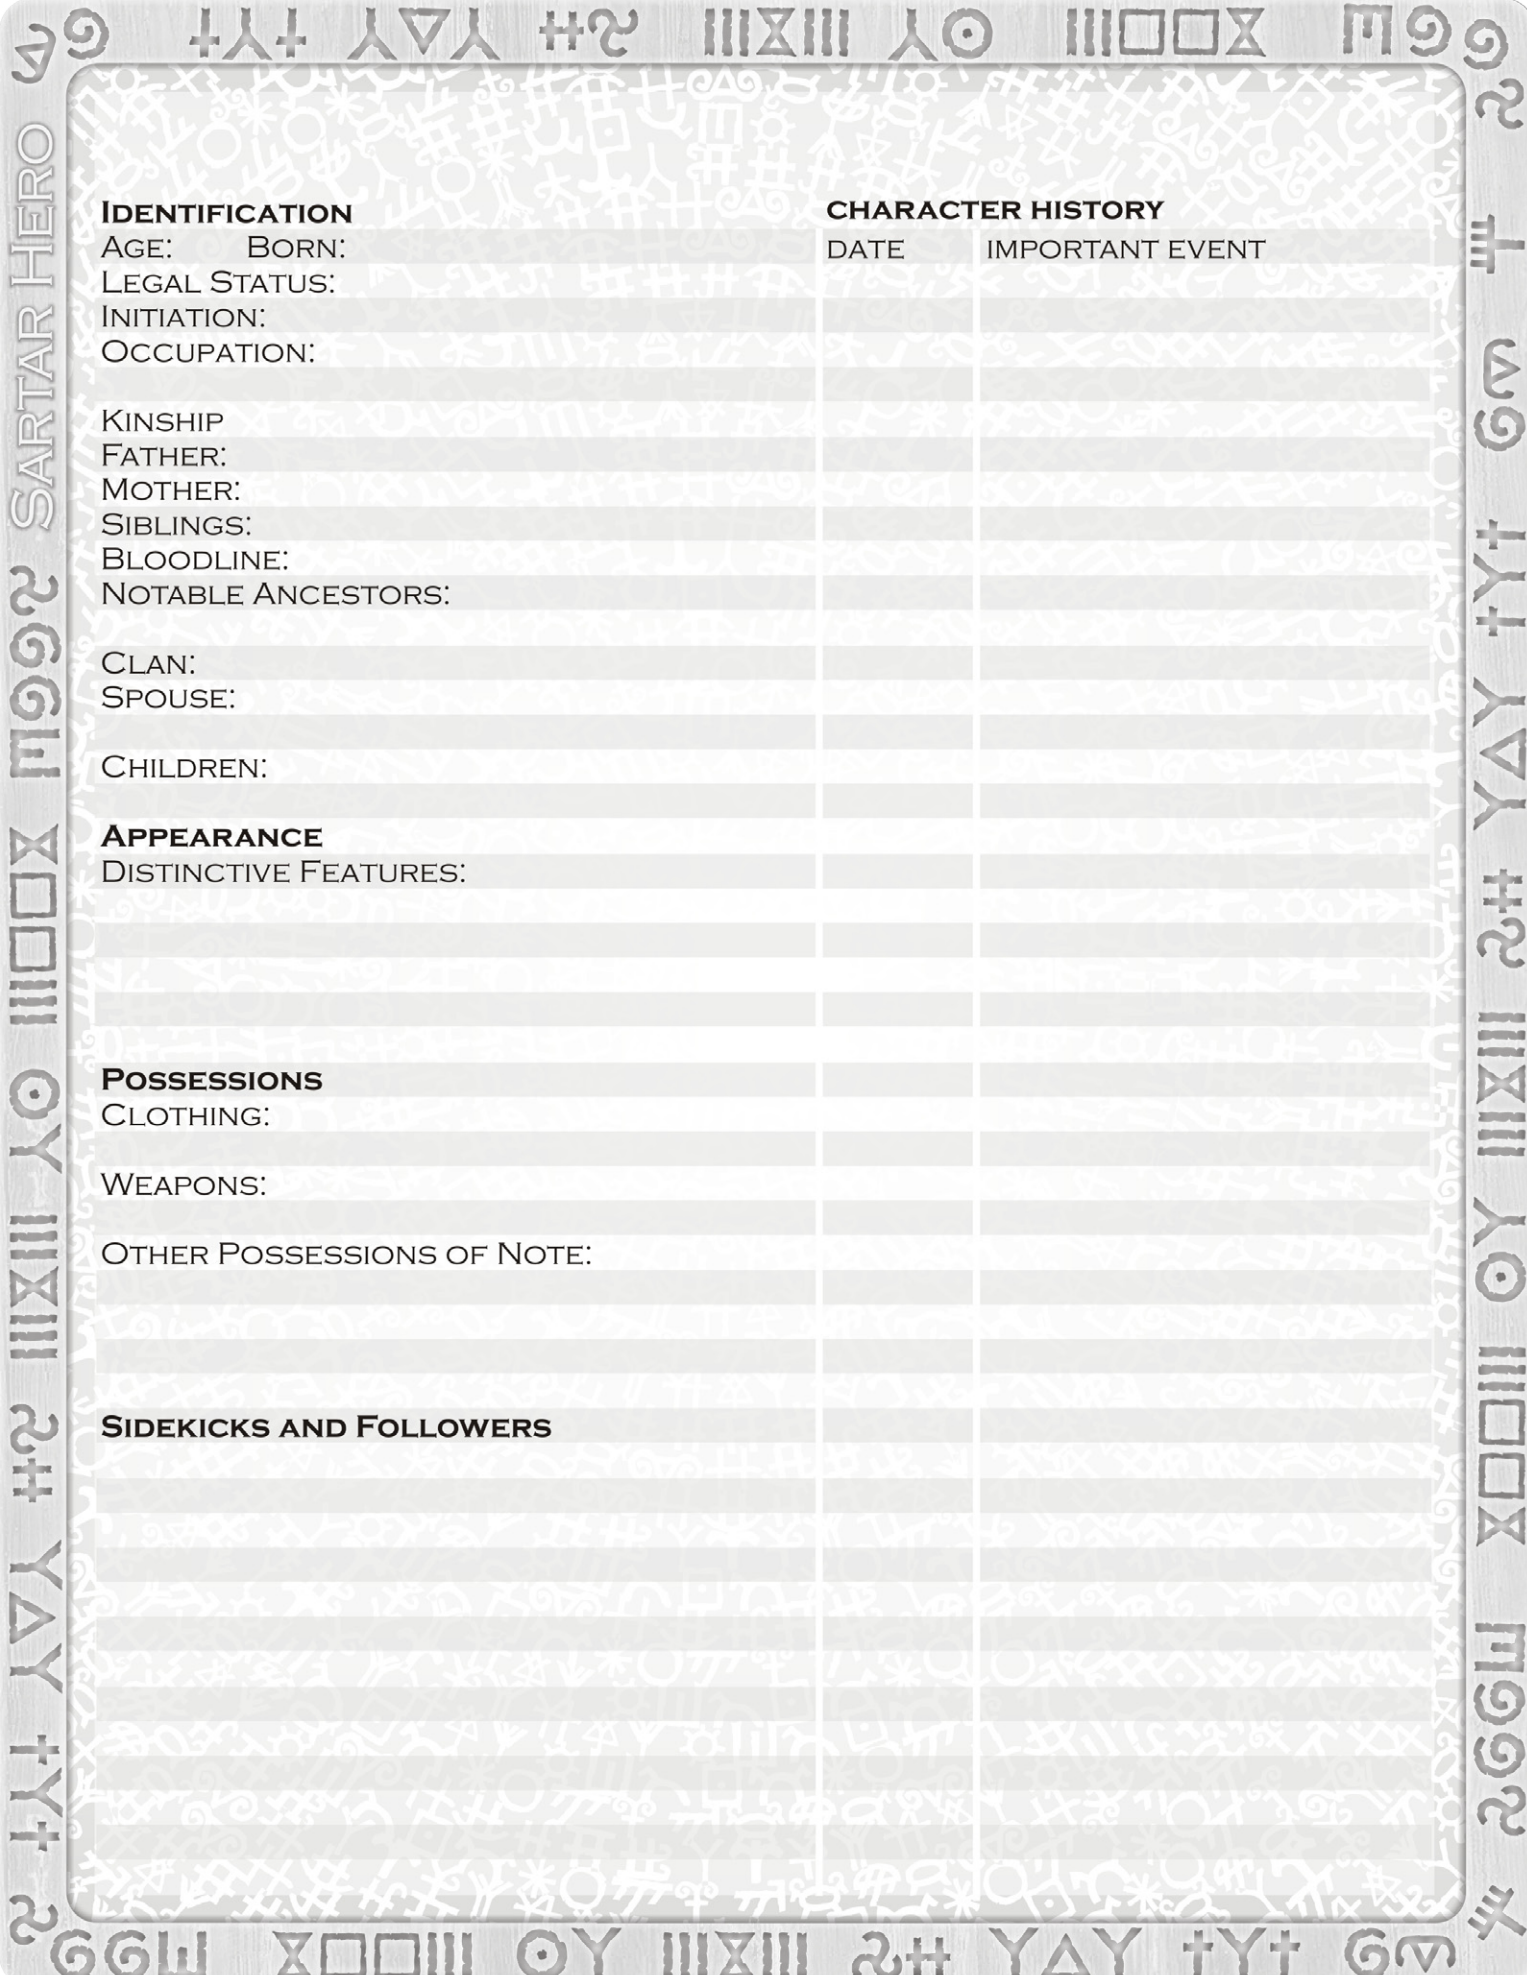 Sartar Hero
Identification
Age: Born:
Legal Status:
Initiation:
Occupation:
Kinship
Father:
Mother:
Siblings:
Bloodline:
Notable Ancestors:
Clan:
Spouse:
Children:
Appearance
Distinctive Features:
Possessions
Clothing:
Weapons:
Other Possessions of Note:
Sidekicks and Followers
CHARACTER HISTORY
DATE IMPORTANT EVENT